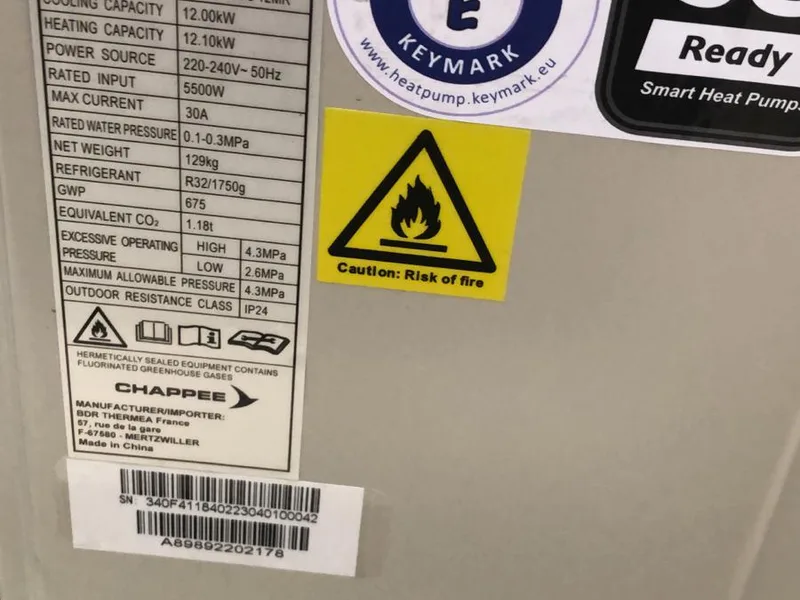 COOLING CAPACITY 12.00kW
HEATING CAPACITY 12.10kW
POWER SOURCE 220-240V~ 50Hz
RATED INPUT 5500W
MAX CURRENT 30A
RATED WATER PRESSURE 0.1-0.3MPa
NET WEIGHT 129kg
REFRIGERANT R32/1750g
GWP 675
EQUIVALENT CO₂ 1.18t
EXCESSIVE OPERATING PRESSURE HIGH 4.3MPa
LOW 2.6MPa
MAXIMUM ALLOWABLE PRESSURE 4.3MPa
OUTDOOR RESISTANCE CLASS IP24
HERMETICALLY SEALED EQUIPMENT CONTAINS
FLUORINATED GREENHOUSE GASES
CHAPPEE
MANUFACTURER/IMPORTER:
BDR THERMEA France
57, rue de la gare
F-67580 - MERTZWILLER
Made in China
SN: 340F411840223040100042
A89892202178
KEYMARK
www.heatpump.keymark.eu
Ready
Smart Heat Pump
Caution: Risk of fire